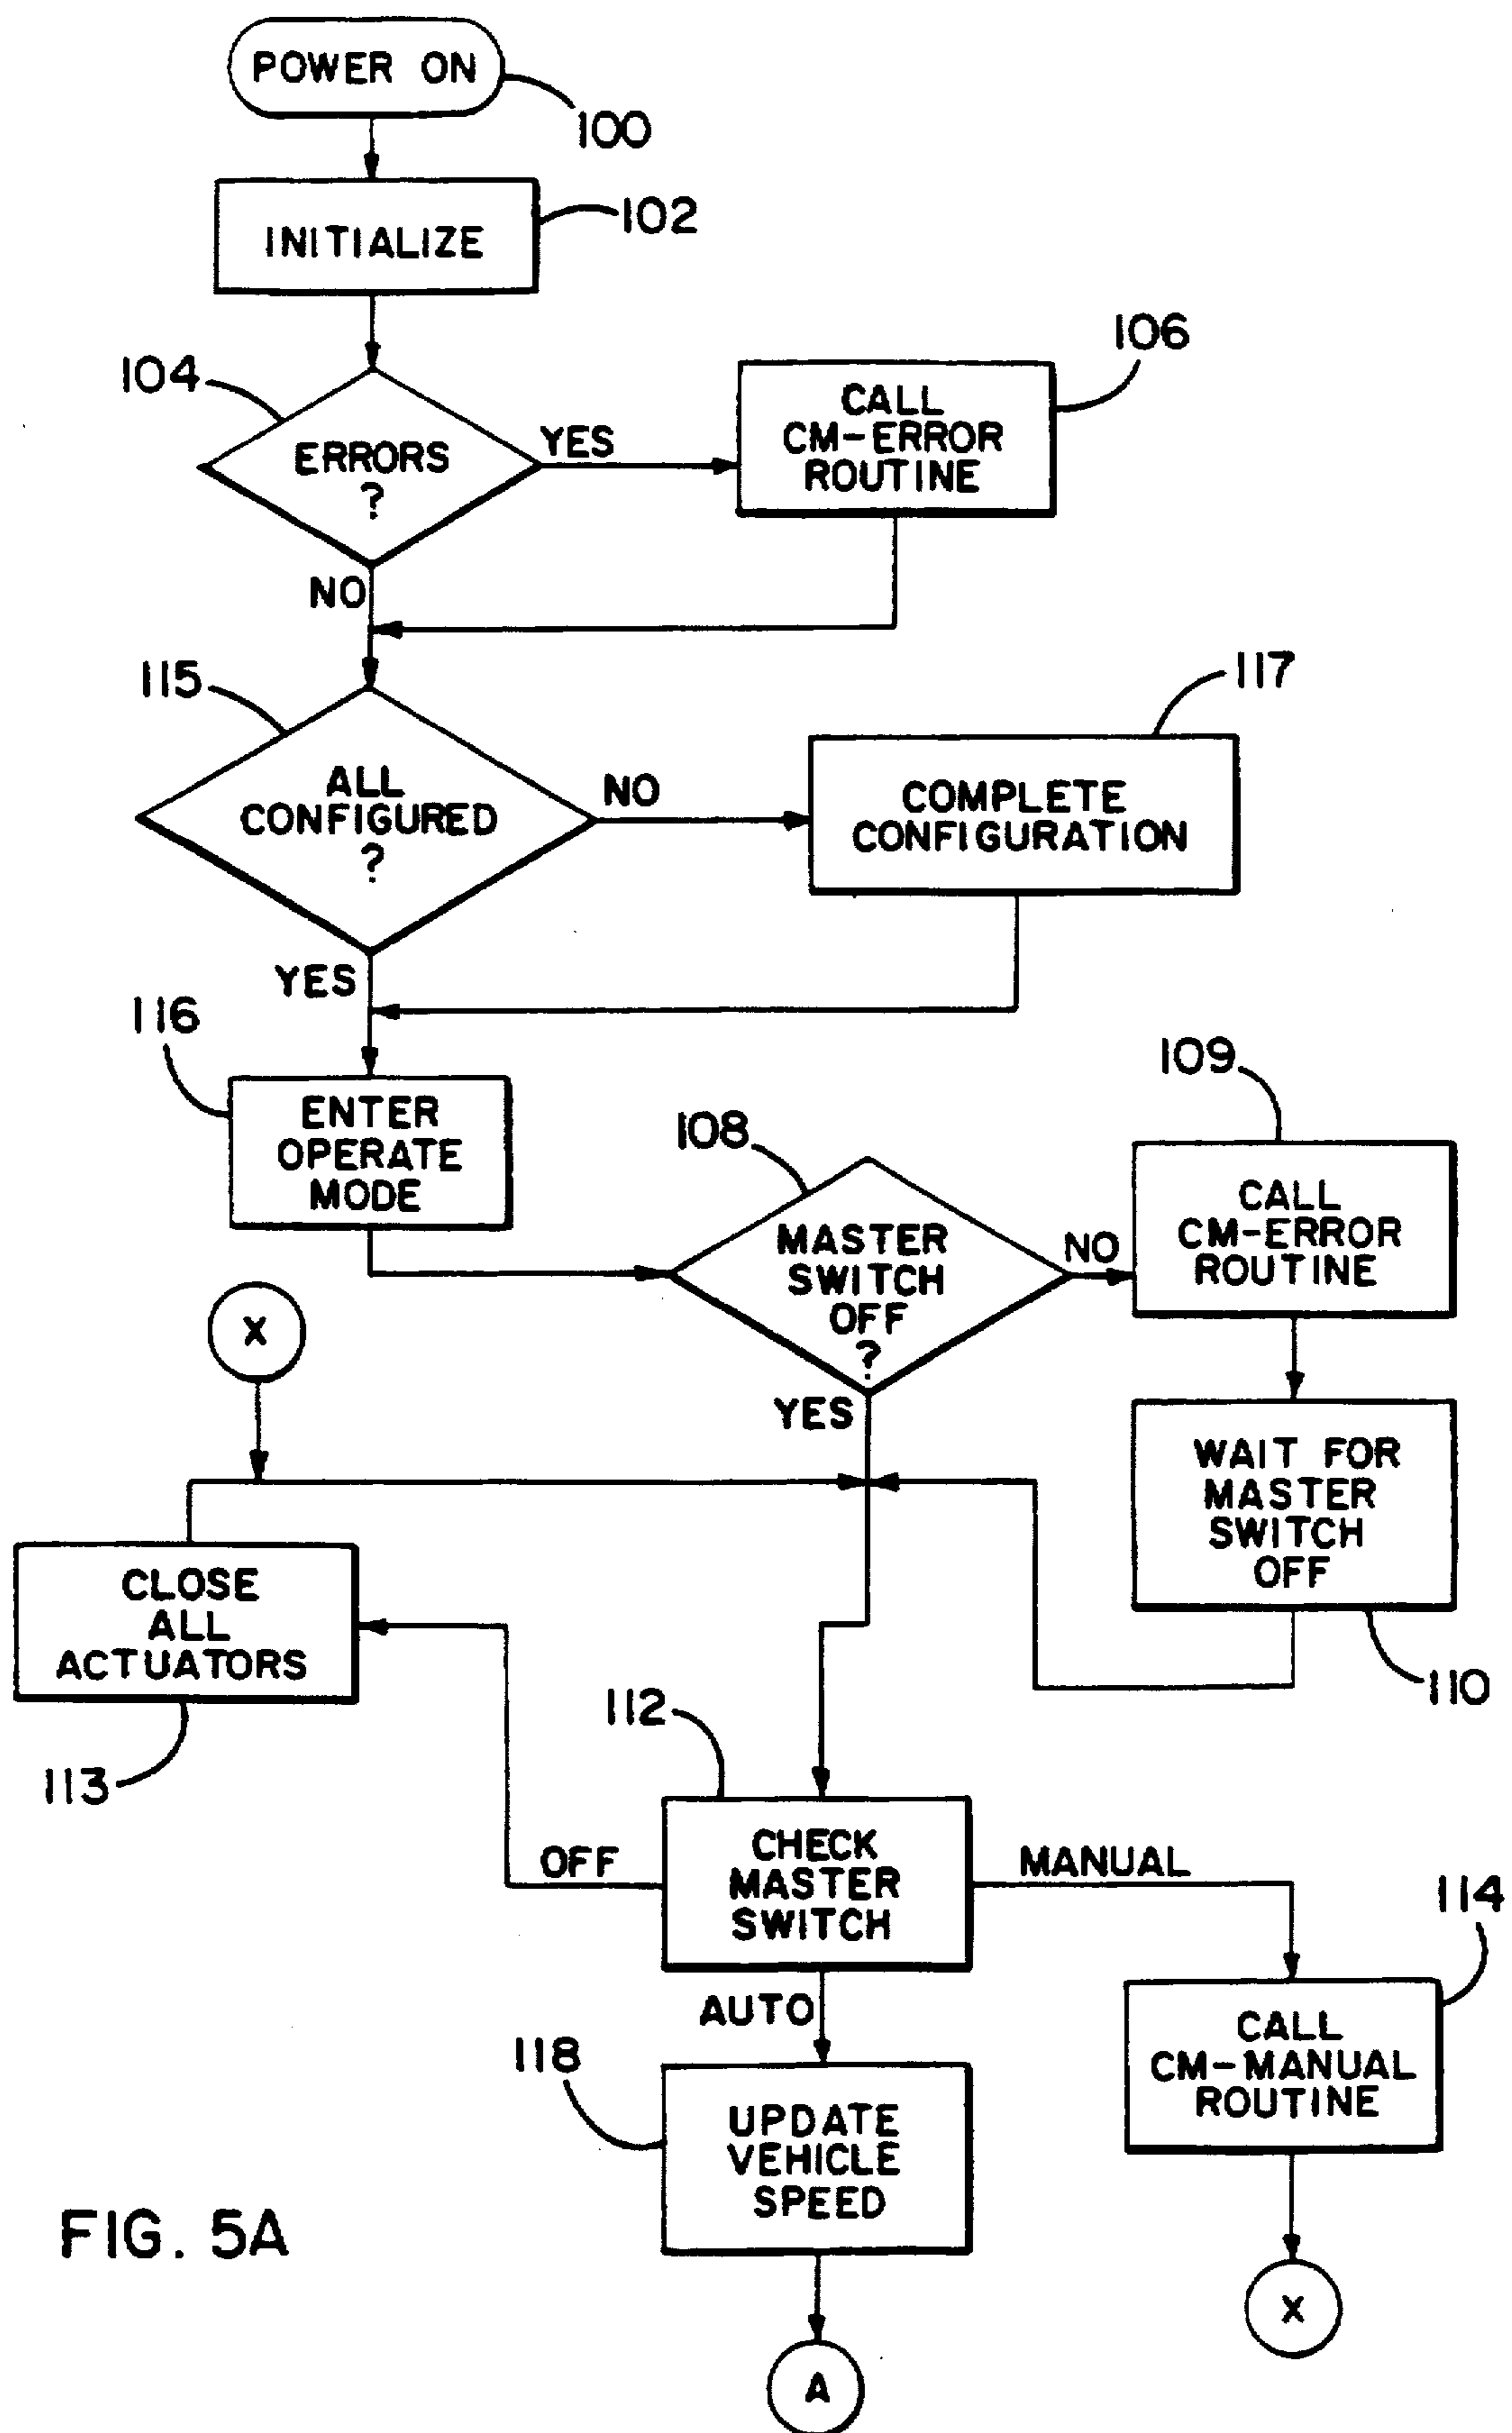 POWER ON
100
INITIALIZE
102
104
ERRORS
?
YES
106
CALL
CM-ERROR
ROUTINE
NO
115
ALL
CONFIGURED
?
NO
117
COMPLETE
CONFIGURATION
YES
116
ENTER
OPERATE
MODE
108
MASTER
SWITCH
OFF
?
NO
109
CALL
CM-ERROR
ROUTINE
X
YES
WAIT FOR
MASTER
SWITCH
OFF
110
CLOSE
ALL
ACTUATORS
113
112
CHECK
MASTER
SWITCH
OFF
MANUAL
114
CALL
CM-MANUAL
ROUTINE
AUTO
118
UPDATE
VEHICLE
SPEED
X
A
FIG. 5A